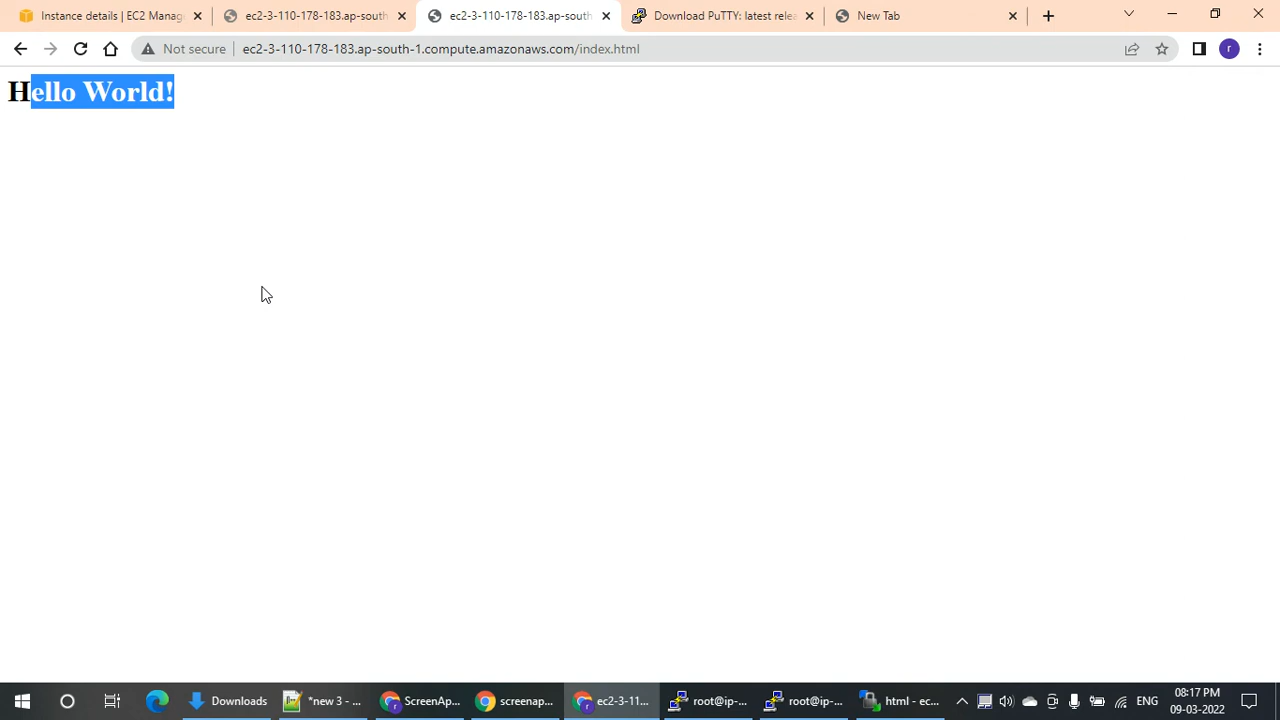 Instance details | EC2 Manag
ec2-3-110-178-183.ap-south
ec2-3-110-178-183.ap-south
Download PuTTY: latest relea
New Tab
Not secure
ec2-3-110-178-183.ap-south-1.compute.amazonaws.com/index.html
r
Hello World!
Downloads
*new 3 - ...
ScreenAp...
screenap...
ec2-3-11...
root@ip-...
root@ip-...
html - ec...
ENG
08:17 PM
09-03-2022